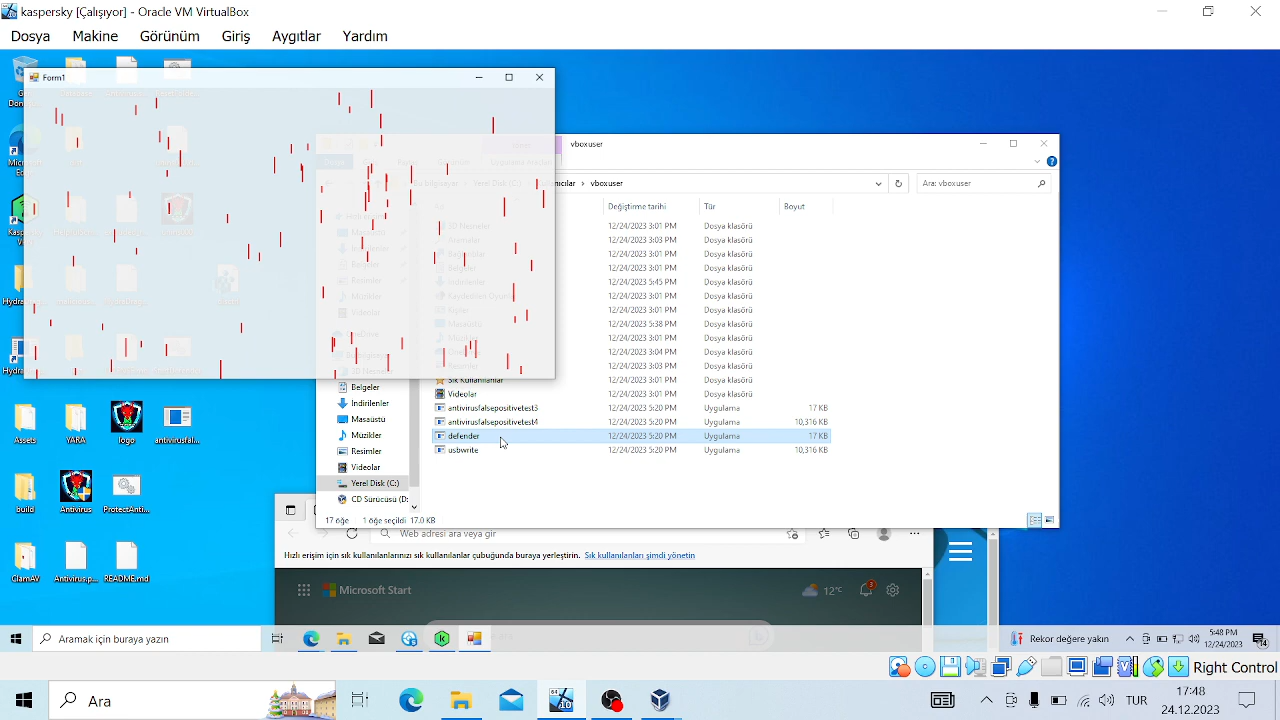 kaspersky [Çalışıyor] - Oracle VM VirtualBox
Dosya Makine Görünüm Giriş Aygıtlar Yardım
Form1
vboxuser
Yerel Disk (C:) › vboxuser
Ara: vboxuser
Değiştirme tarihi Tür Boyut
12/24/2023 3:01 PM Dosya klasörü
12/24/2023 3:03 PM Dosya klasörü
12/24/2023 3:01 PM Dosya klasörü
12/24/2023 3:01 PM Dosya klasörü
12/24/2023 5:45 PM Dosya klasörü
12/24/2023 3:01 PM Dosya klasörü
12/24/2023 3:01 PM Dosya klasörü
12/24/2023 5:38 PM Dosya klasörü
12/24/2023 3:01 PM Dosya klasörü
12/24/2023 3:04 PM Dosya klasörü
12/24/2023 3:03 PM Dosya klasörü
Sık Kullanılanlar 12/24/2023 3:01 PM Dosya klasörü
Videolar 12/24/2023 3:01 PM Dosya klasörü
antivirusfalsepositivetest3 12/24/2023 5:20 PM Uygulama 17 KB
antivirusfalsepositivetest4 12/24/2023 5:20 PM Uygulama 10,316 KB
defender 12/24/2023 5:20 PM Uygulama 17 KB
usbwrite 12/24/2023 5:20 PM Uygulama 10,316 KB
Belgeler
İndirilenler
Masaüstü
Müzikler
Resimler
Videolar
Yerel Disk (C:)
CD Sürücüsü (D:
17 öğe 1 öğe seçildi 17.0 KB
Assets YARA logo antivirusfal...
build Antivirus ProtectAnti...
ClamAV Antivirus.p... README.md
Web adresi ara veya gir
Hızlı erişim için sık kullanılanlarınızı sık kullanılanlar çubuğunda buraya yerleştirin. Sık kullanılanları şimdi yönetin
Microsoft Start 12°C 3
Aramak için buraya yazın
Rekor değere yakın
5:48 PM
12/24/2023
14
Right Control
Ara
TUR
17:48
24.12.2023